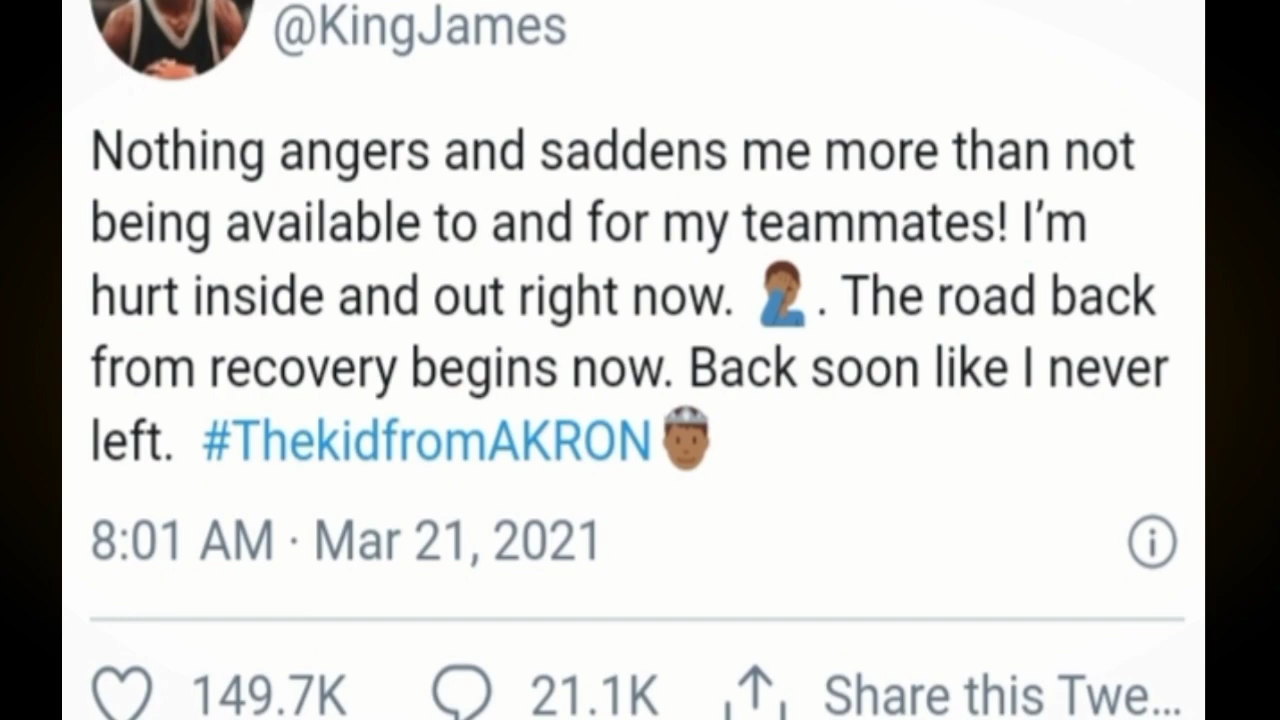 @KingJames
Nothing angers and saddens me more than not
being available to and for my teammates! I’m
hurt inside and out right now. 🤦🏾‍♂️. The road back
from recovery begins now. Back soon like I never
left. #ThekidfromAKRON🤴🏾
8:01 AM · Mar 21, 2021
149.7K 21.1K Share this Twe...